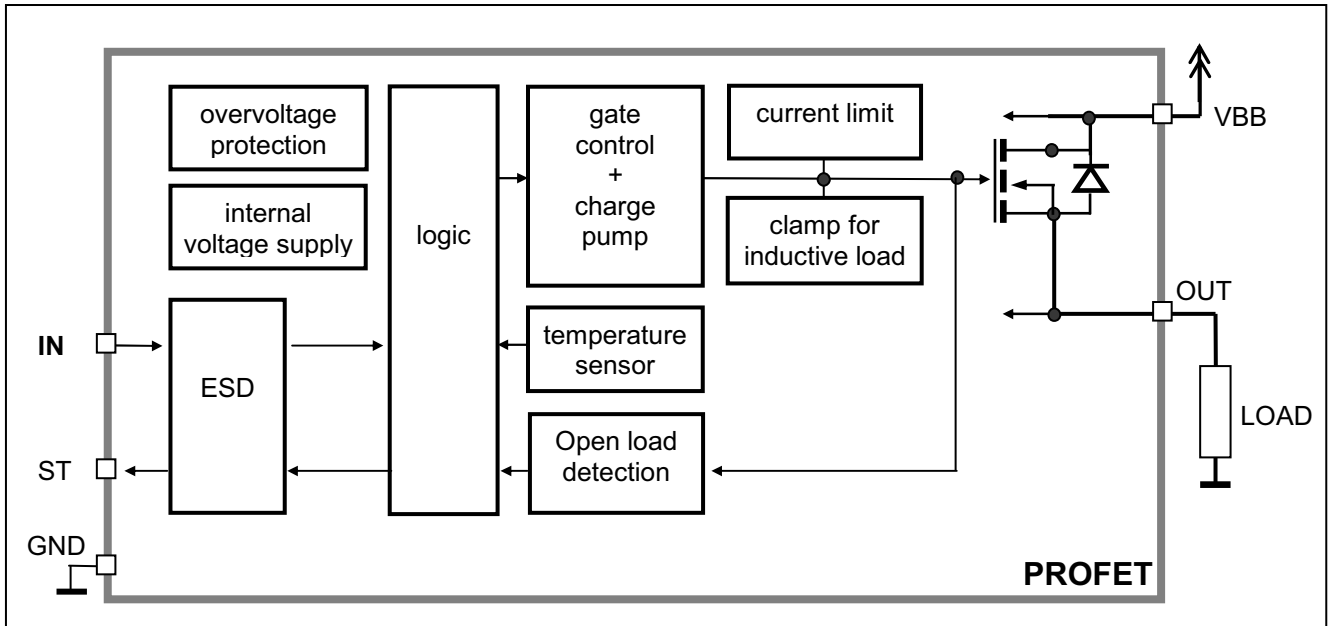 overvoltage
protection
internal
voltage supply
logic
gate
control
+
charge
pump
current limit
clamp for
inductive load
VBB
OUT
LOAD
IN
ESD
temperature
sensor
ST
Open load
detection
GND
PROFET